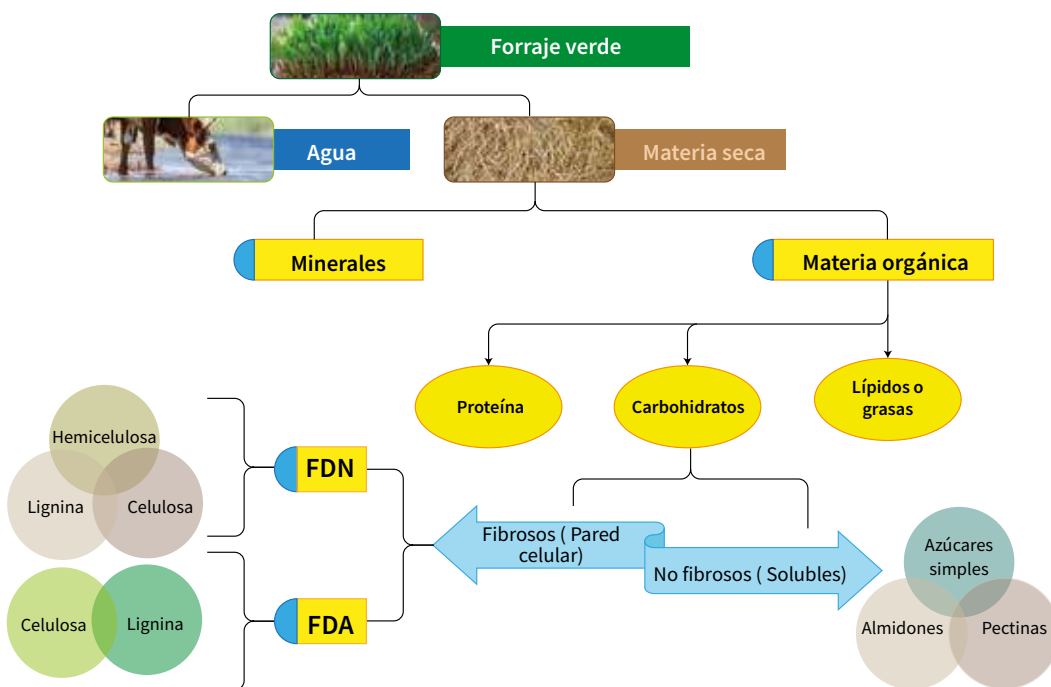 Forraje verde
Agua
Materia seca
Minerales
Materia orgánica
Proteína
Carbohidratos
Lípidos o
grasas
Hemicelulosa
Lignina
Celulosa
FDN
Fibrosos ( Pared
celular)
No fibrosos ( Solubles)
Azúcares
simples
Almidones
Pectinas
Celulosa
Lignina
FDA